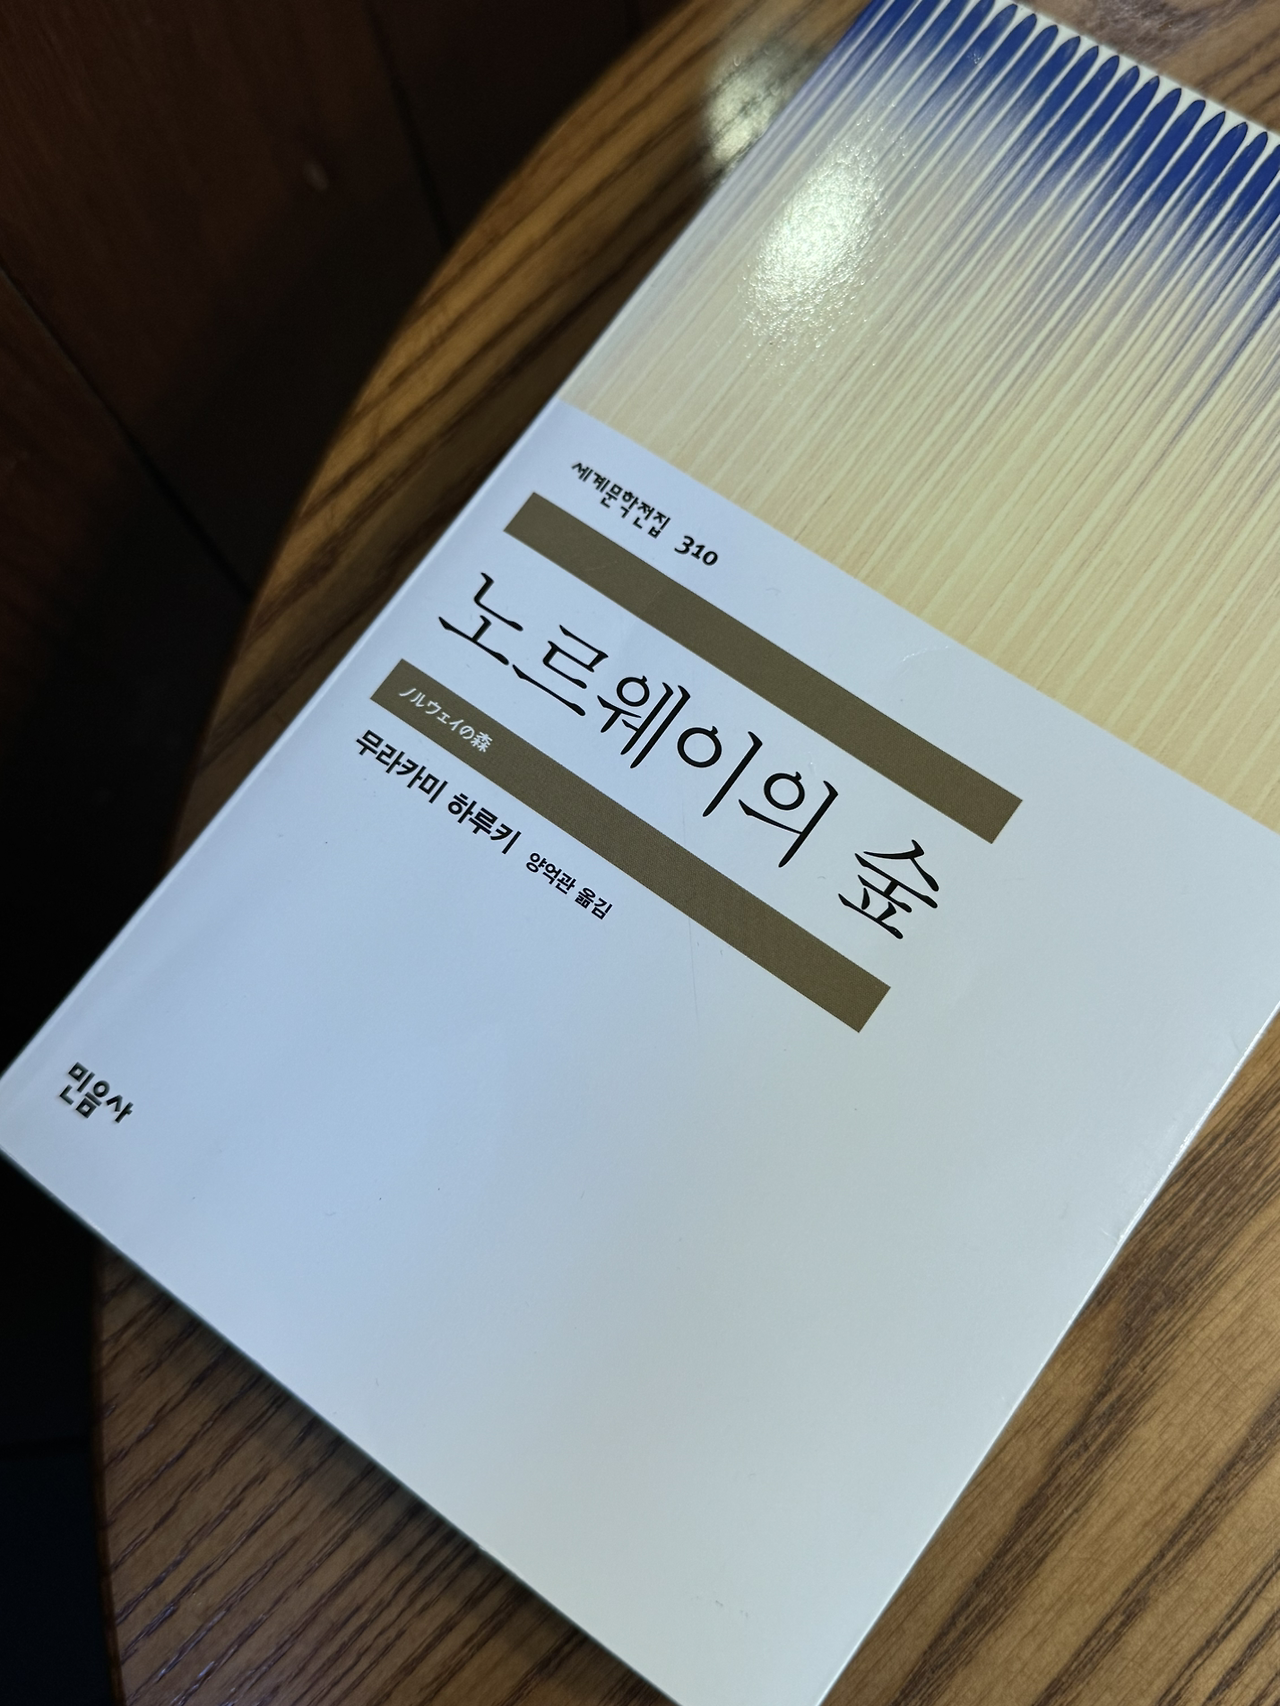 세계문학전집 310
노르웨이의 숲
ノルウェイの森
무라카미 하루키 양억관 옮김
민음사